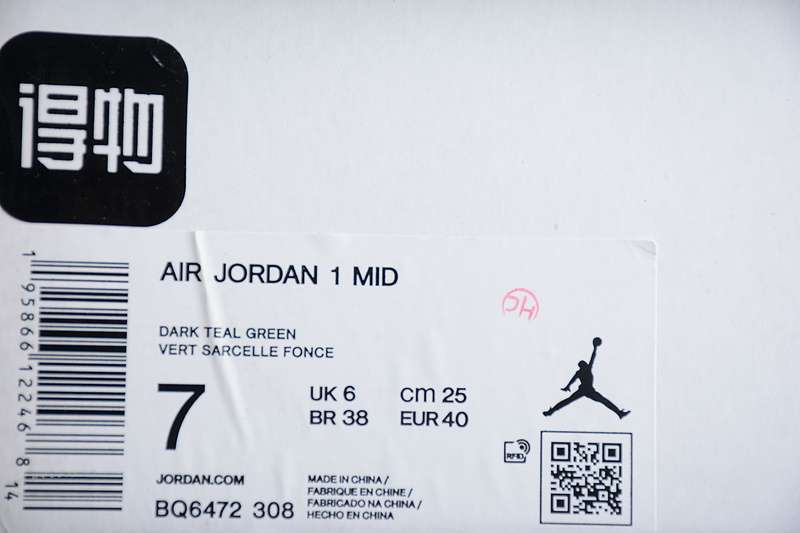 得物
AIR JORDAN 1 MID
DARK TEAL GREEN
VERT SARCELLE FONCE
7
UK 6
cm 25
BR 38
EUR 40
RFID
JORDAN.COM
BQ6472 308
MADE IN CHINA /
FABRIQUE EN CHINE /
FABRICADO NA CHINA /
HECHO EN CHINA
1 95866 12246 8 14